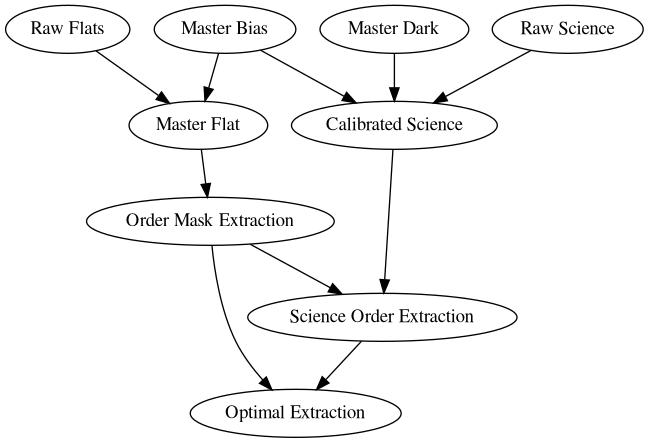 Raw Flats
Master Bias
Master Dark
Raw Science
Master Flat
Calibrated Science
Order Mask Extraction
Science Order Extraction
Optimal Extraction